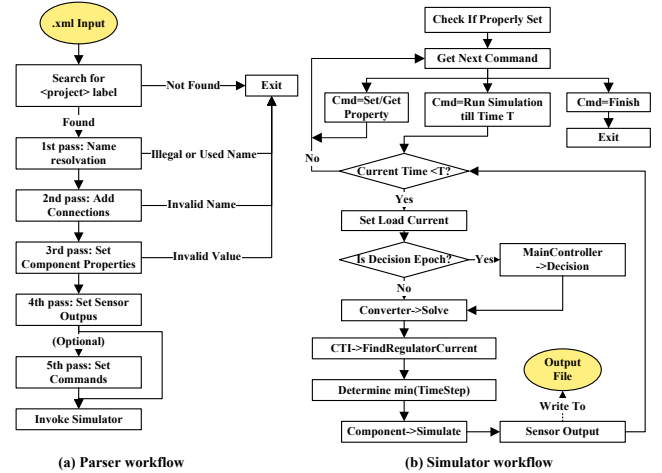 .xml Input
Search for
<project> label
Not Found
Exit
Found
1st pass: Name
resolvation
Illegal or Used Name
2nd pass: Add
Connections
Invalid Name
3rd pass: Set
Component Properties
Invalid Value
4th pass: Set Sensor
Outpus
(Optional)
5th pass: Set
Commands
Invoke Simulator
(a) Parser workflow
Check If Properly Set
Get Next Command
Cmd=Set/Get
Property
Cmd=Run Simulation
till Time T
Cmd=Finish
Exit
No
Current Time <T?
Yes
Set Load Current
Is Decision Epoch?
Yes
MainController
->Decision
No
Converter->Solve
CTI->FindRegulatorCurrent
Determine min(TimeStep)
Component->Simulate
Sensor Output
Write To
Output
File
(b) Simulator workflow